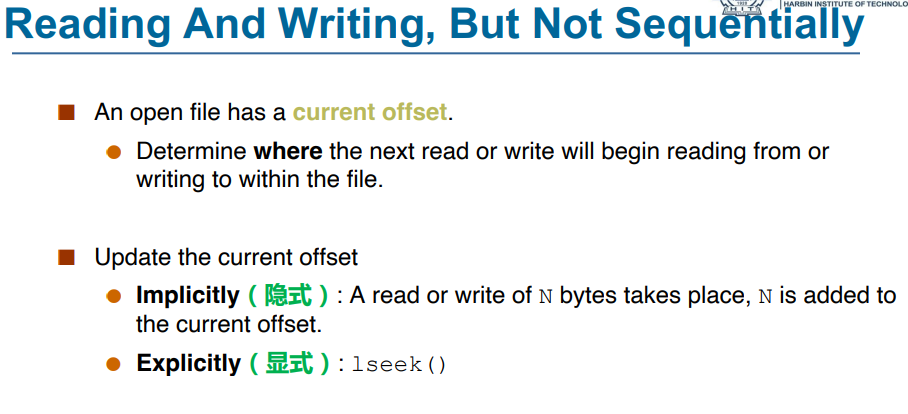 HARBIN INSTITUTE OF TECHNOLO
H I T
Reading And Writing, But Not Sequentially
An open file has a current offset.
Determine where the next read or write will begin reading from or
writing to within the file.
Update the current offset
Implicitly（隐式）: A read or write of N bytes takes place, N is added to
the current offset.
Explicitly（显式）: lseek()